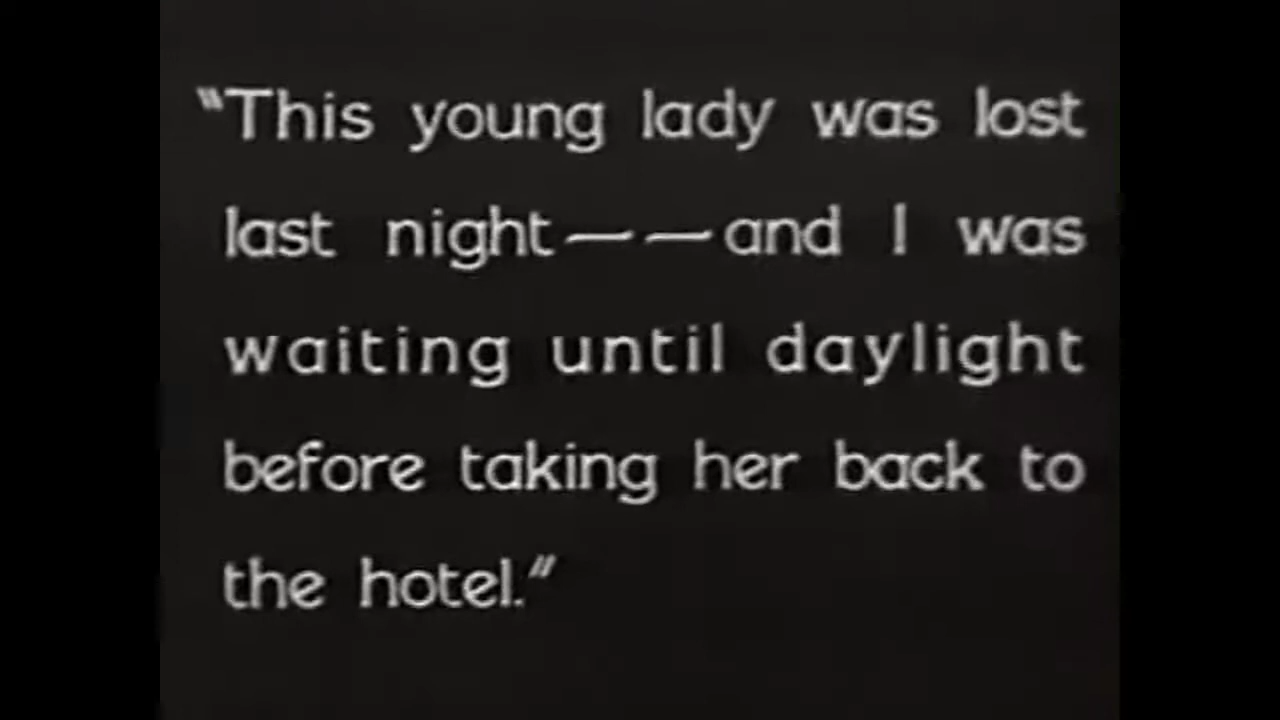 "This young lady was lost
last night——and I was
waiting until daylight
before taking her back to
the hotel."